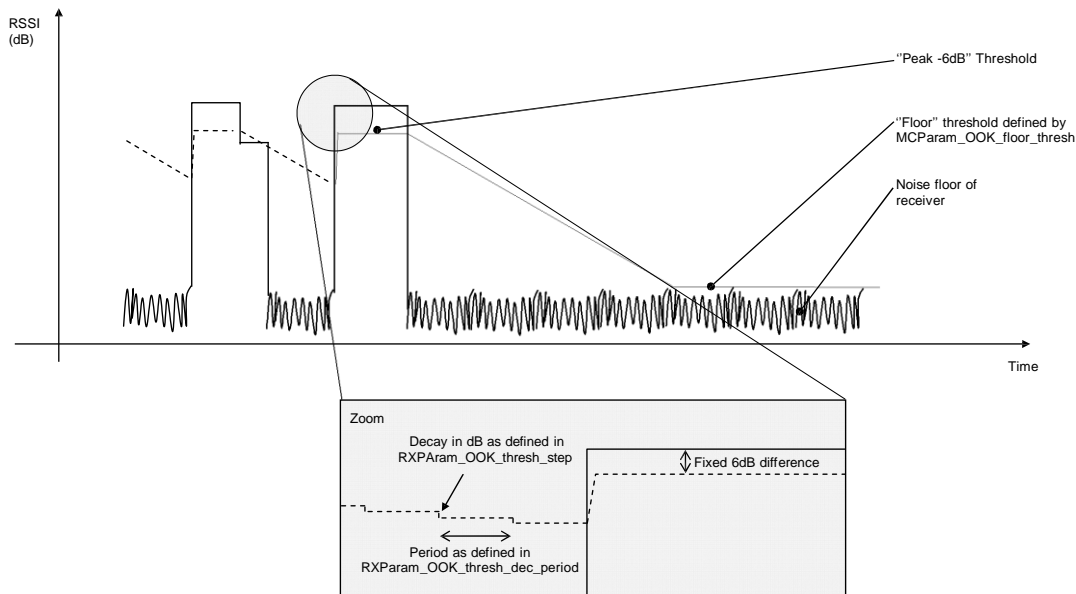 RSSI
(dB)
‘'Peak -6dB'’ Threshold
‘'Floor'’ threshold defined by
MCParam_OOK_floor_thresh
Noise floor of
receiver
Time
Zoom
Decay in dB as defined in
RXPAram_OOK_thresh_step
Fixed 6dB difference
Period as defined in
RXParam_OOK_thresh_dec_period